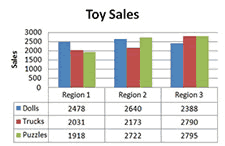 Toy Sales
3000
2500
2000
1500
1000
500
0
Sales
Region 1 Region 2 Region 3
Dolls 2478 2640 2388
Trucks 2031 2173 2790
Puzzles 1918 2722 2795